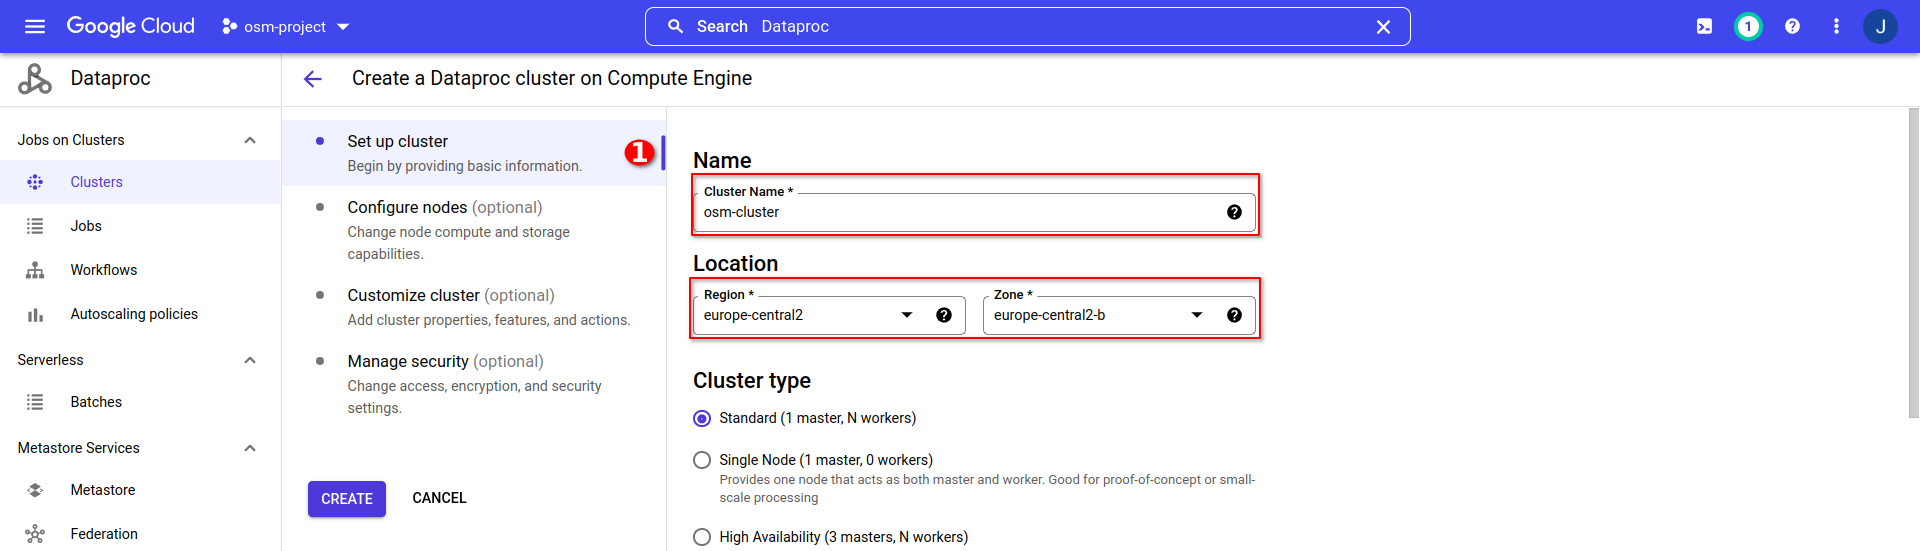 Google Cloud
osm-project
Search Dataproc
1
J
Dataproc
Create a Dataproc cluster on Compute Engine
Jobs on Clusters
Clusters
Jobs
Workflows
Autoscaling policies
Serverless
Batches
Metastore Services
Metastore
Federation
Set up cluster
Begin by providing basic information.
1
Configure nodes (optional)
Change node compute and storage
capabilities.
Customize cluster (optional)
Add cluster properties, features, and actions.
Manage security (optional)
Change access, encryption, and security
settings.
CREATE
CANCEL
Name
Cluster Name *
osm-cluster
Location
Region *
europe-central2
Zone *
europe-central2-b
Cluster type
Standard (1 master, N workers)
Single Node (1 master, 0 workers)
Provides one node that acts as both master and worker. Good for proof-of-concept or small-
scale processing
High Availability (3 masters, N workers)